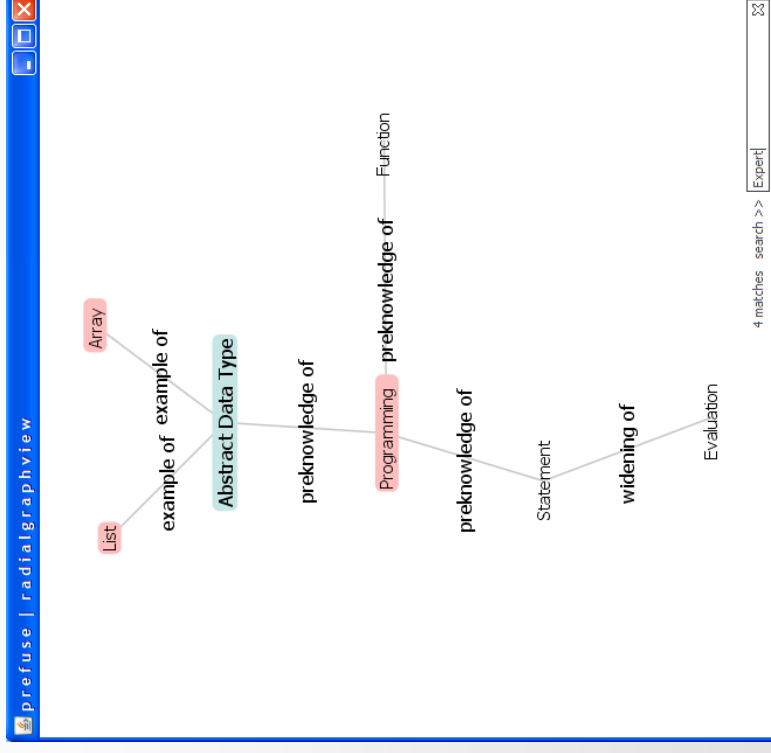 prefuse | radialgraphview
List
Array
example of
example of
Abstract Data Type
preknowledge of
Programming
preknowledge of
Function
preknowledge of
Statement
widening of
Evaluation
4 matches search >> Expert